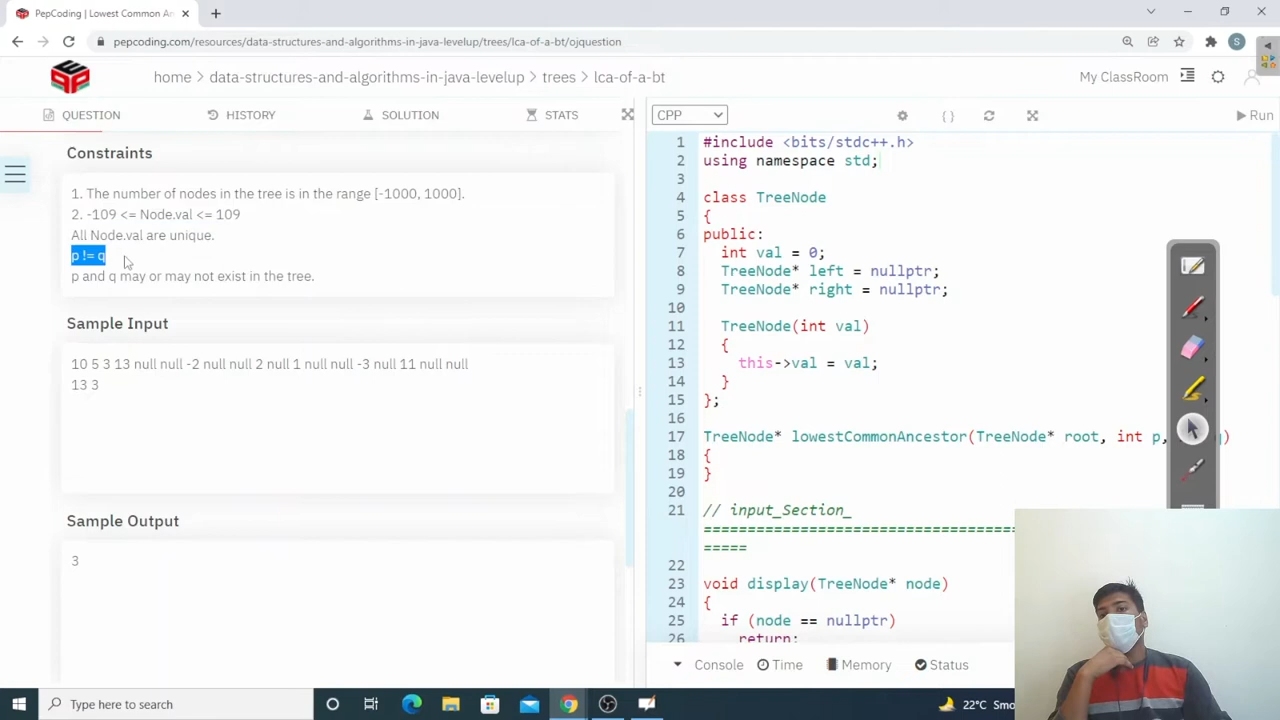 PepCoding | Lowest Common An
pepcoding.com/resources/data-structures-and-algorithms-in-java-levelup/trees/lca-of-a-bt/ojquestion
S
home > data-structures-and-algorithms-in-java-levelup > trees > lca-of-a-bt
My ClassRoom
QUESTION
HISTORY
SOLUTION
STATS
CPP
Run
Constraints
1. The number of nodes in the tree is in the range [-1000, 1000].
2. -109 <= Node.val <= 109
All Node.val are unique.
p != q
p and q may or may not exist in the tree.
Sample Input
10 5 3 13 null null -2 null 2 null 1 null null -3 null 11 null null
13 3
Sample Output
3
1 #include <bits/stdc++.h>
2 using namespace std;
3
4 class TreeNode
5 {
6 public:
7 int val = 0;
8 TreeNode* left = nullptr;
9 TreeNode* right = nullptr;
10
11 TreeNode(int val)
12 {
13 this->val = val;
14 }
15 };
16
17 TreeNode* lowestCommonAncestor(TreeNode* root, int p,
18 {
19 }
20
21 // input_Section_
====================================
=====
22
23 void display(TreeNode* node)
24 {
25 if (node == nullptr)
26 return;
Console
Time
Memory
Status
Type here to search
22°C Smo